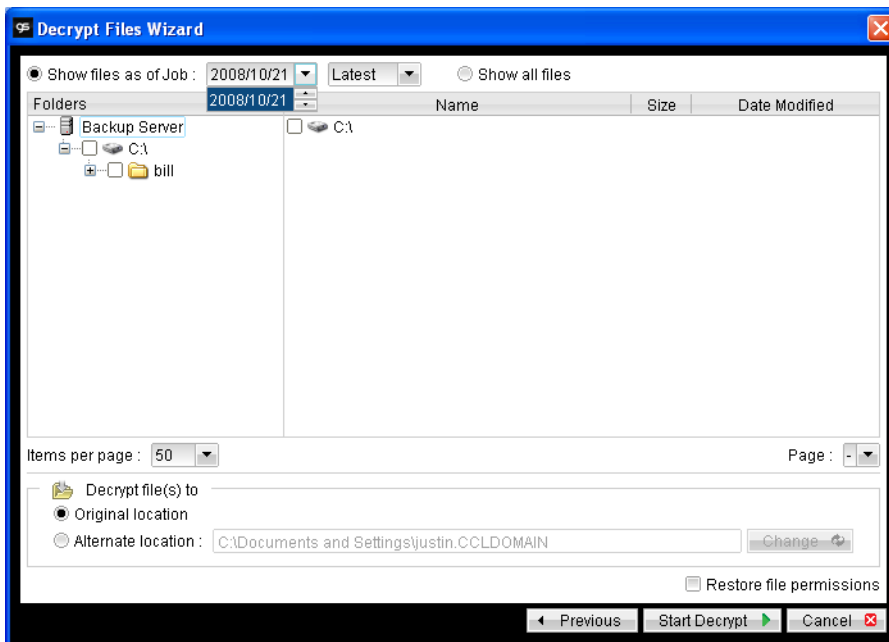 Decrypt Files Wizard
Show files as of Job : 2008/10/21 Latest Show all files
2008/10/21
Folders Name Size Date Modified
Backup Server C:\
C:\
bill
Items per page : 50 Page : -
Decrypt file(s) to
Original location
Alternate location : C:\Documents and Settings\justin.CCLDOMAIN Change
Restore file permissions
Previous Start Decrypt Cancel